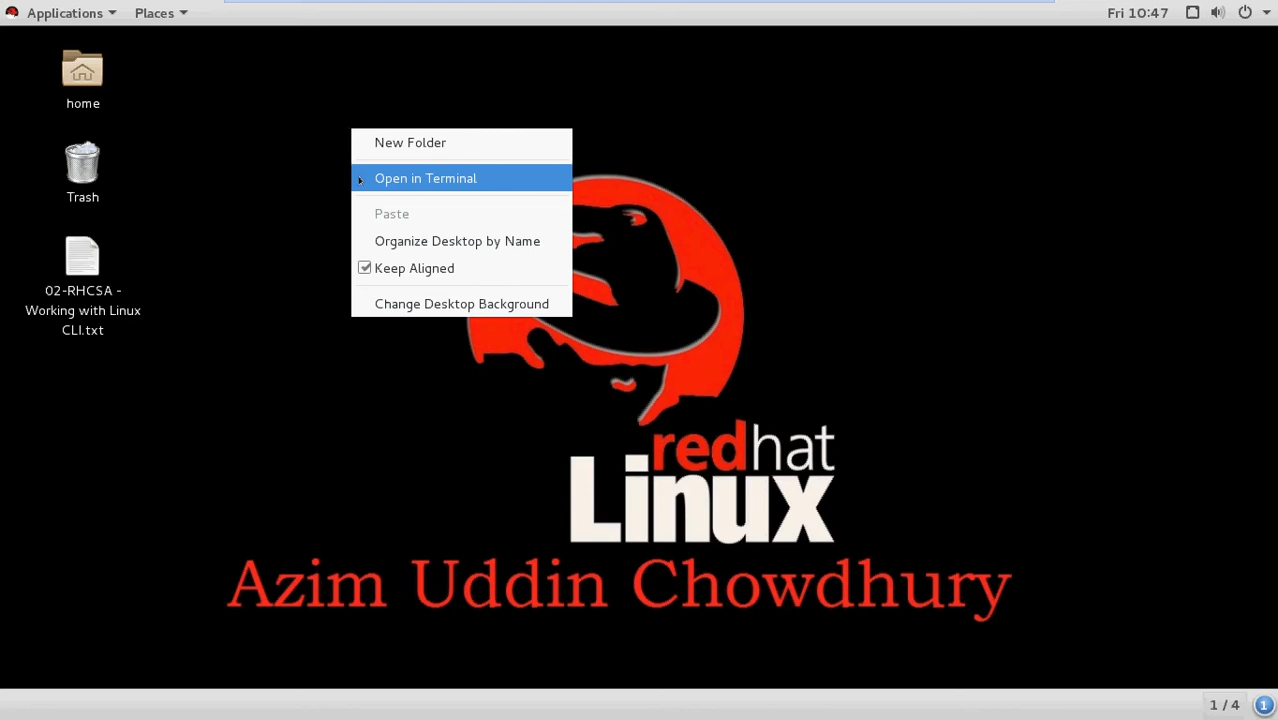 Applications Places Fri 10:47
home
Trash
02-RHCSA -
Working with Linux
CLI.txt
New Folder
Open in Terminal
Paste
Organize Desktop by Name
Keep Aligned
Change Desktop Background
redhat
Linux
Azim Uddin Chowdhury
1 / 4 1